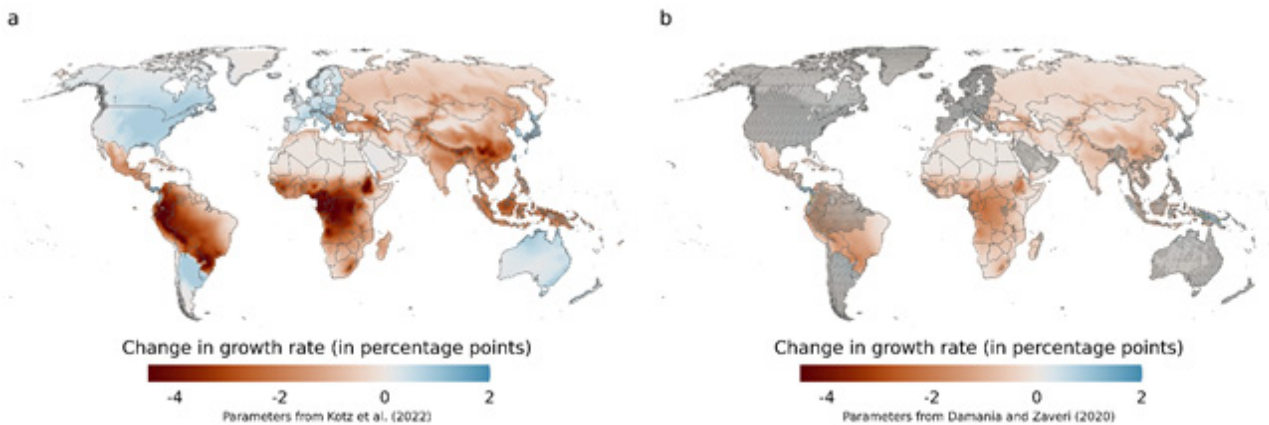 a
b
Change in growth rate (in percentage points)
-4 -2 0 2
Parameters from Kotz et al. (2022)
Change in growth rate (in percentage points)
-4 -2 0 2
Parameters from Damania and Zaveri (2020)